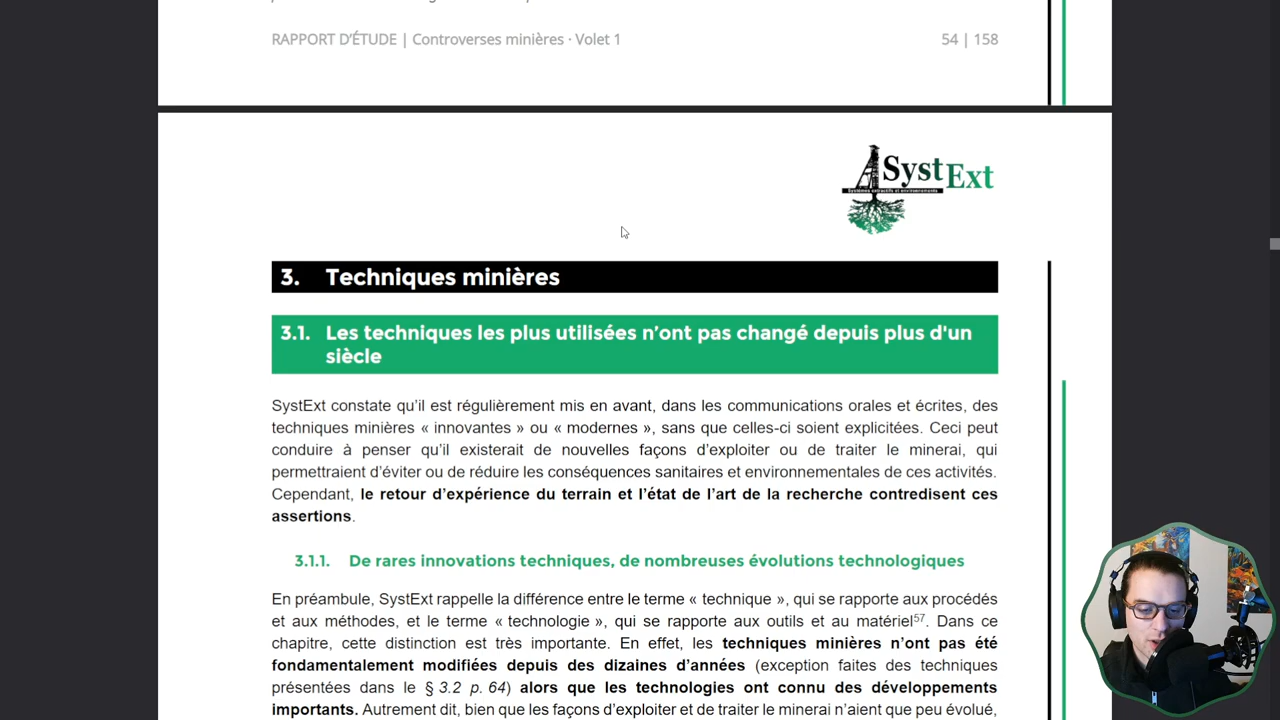 RAPPORT D'ÉTUDE | Controverses minières · Volet 1
54 | 158
SystExt
Systèmes extractifs et environnements
3. Techniques minières
3.1. Les techniques les plus utilisées n'ont pas changé depuis plus d'un
siècle
SystExt constate qu'il est régulièrement mis en avant, dans les communications orales et écrites, des
techniques minières « innovantes » ou « modernes », sans que celles-ci soient explicitées. Ceci peut
conduire à penser qu'il existerait de nouvelles façons d'exploiter ou de traiter le minerai, qui
permettraient d'éviter ou de réduire les conséquences sanitaires et environnementales de ces activités.
Cependant, le retour d'expérience du terrain et l'état de l'art de la recherche contredisent ces
assertions.
3.1.1. De rares innovations techniques, de nombreuses évolutions technologiques
En préambule, SystExt rappelle la différence entre le terme « technique », qui se rapporte aux procédés
et aux méthodes, et le terme « technologie », qui se rapporte aux outils et au matériel57. Dans ce
chapitre, cette distinction est très importante. En effet, les techniques minières n'ont pas été
fondamentalement modifiées depuis des dizaines d'années (exception faites des techniques
présentées dans le § 3.2 p. 64) alors que les technologies ont connu des développements
importants. Autrement dit, bien que les façons d'exploiter et de traiter le minerai n'aient que peu évolué,